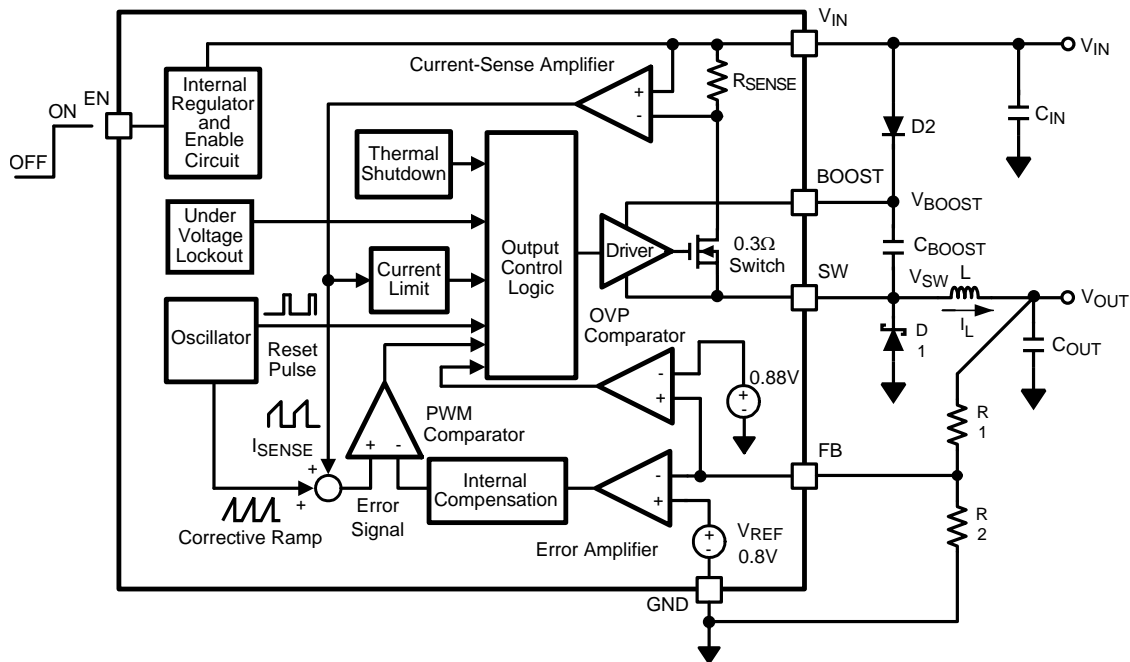 VIN
VIN
Current-Sense Amplifier
RSENSE
+
-
EN
ON
OFF
Internal
Regulator
and
Enable
Circuit
D2
CIN
Thermal
Shutdown
BOOST
VBOOST
Under
Voltage
Lockout
Output
Control
Logic
Driver
0.3Ω
Switch
CBOOST
Current
Limit
SW
VSW
L
VOUT
IL
D
1
COUT
Oscillator
Reset
Pulse
OVP
Comparator
-
+
0.88V
+
-
PWM
Comparator
+
-
ISENSE
+
+
Corrective Ramp
Error
Signal
Internal
Compensation
-
+
Error Amplifier
VREF
0.8V
+
-
FB
R
1
R
2
GND